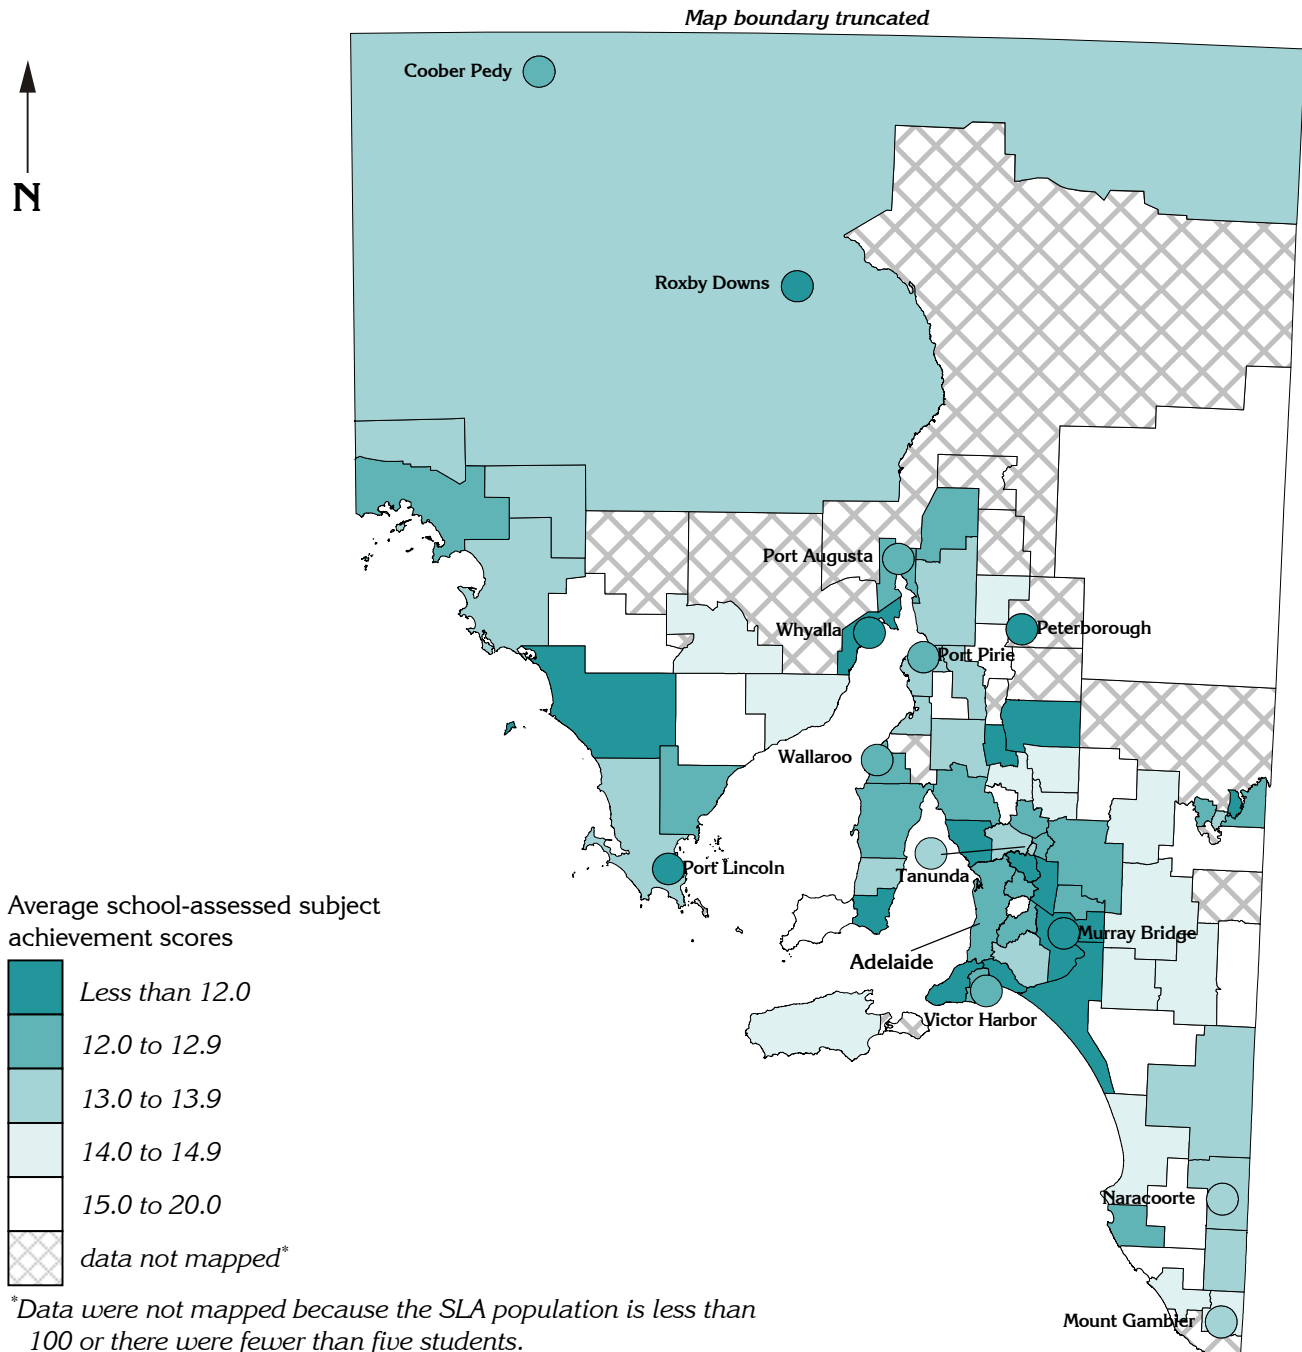 Map boundary truncated
Coober Pedy
N
Roxby Downs
Port Augusta
Whyalla
Peterborough
Port Pirie
Wallaroo
Port Lincoln
Tanunda
Murray Bridge
Adelaide
Victor Harbor
Naracoorte
Mount Gambier
Average school-assessed subject
achievement scores
Less than 12.0
12.0 to 12.9
13.0 to 13.9
14.0 to 14.9
15.0 to 20.0
data not mapped*
*Data were not mapped because the SLA population is less than
100 or there were fewer than five students.